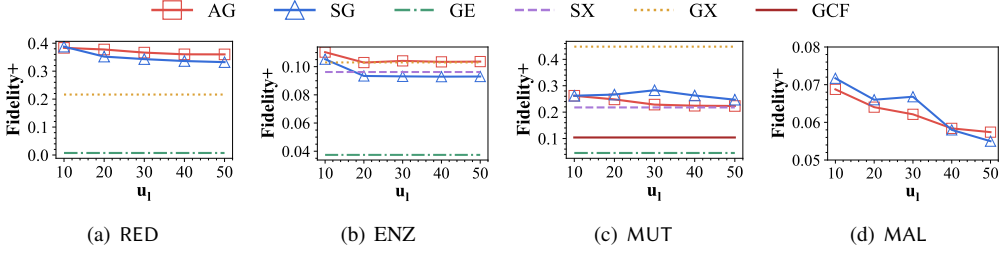 AG SG GE SX GX GCF
Fidelity+
0.4
0.3
0.2
0.1
0.0
10 20 30 40 50
u_l
(a) RED
Fidelity+
0.10
0.08
0.06
0.04
10 20 30 40 50
u_l
(b) ENZ
Fidelity+
0.4
0.3
0.2
0.1
10 20 30 40 50
u_l
(c) MUT
Fidelity+
0.08
0.07
0.06
0.05
10 20 30 40 50
u_l
(d) MAL